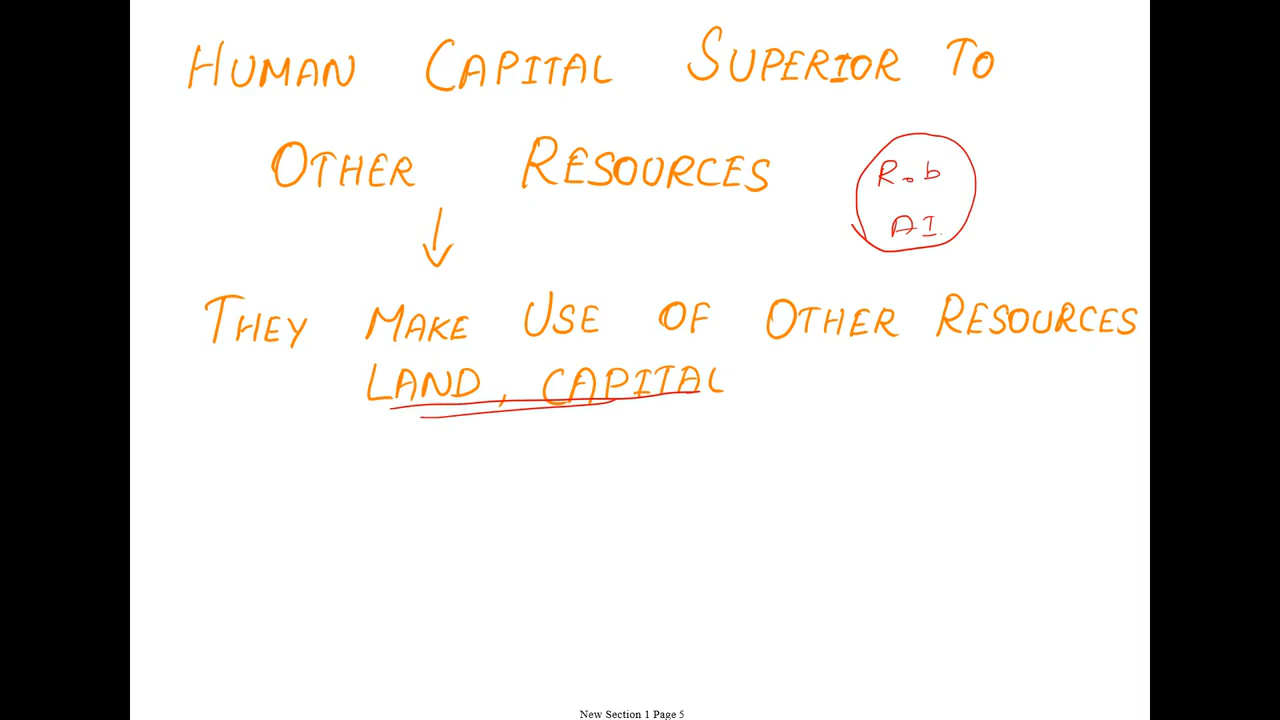 HUMAN CAPITAL SUPERIOR TO
OTHER RESOURCES
Rob
AI.
THEY MAKE USE OF OTHER RESOURCES
LAND, CAPITAL
New Section 1 Page 5